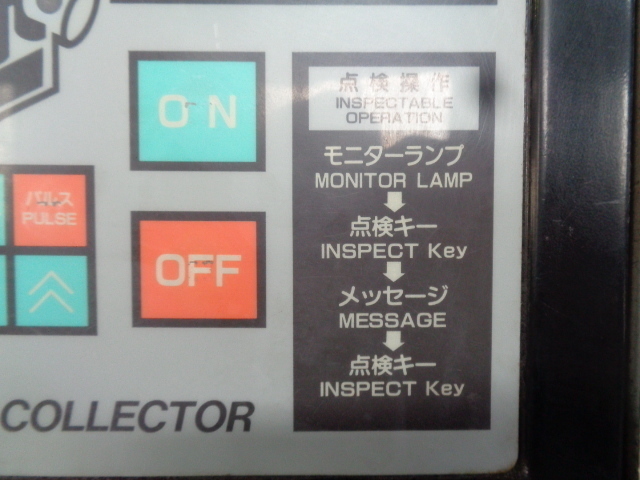 ON
OFF
パルス
PULSE
COLLECTOR
点検操作
INSPECTABLE
OPERATION
モニターランプ
MONITOR LAMP
点検キー
INSPECT Key
メッセージ
MESSAGE
点検キー
INSPECT Key